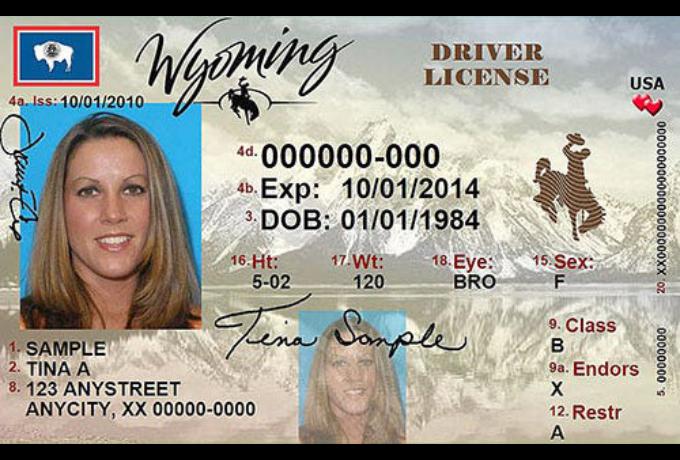 Wyoming
DRIVER
LICENSE
USA
4a. Iss: 10/01/2010
4d. 000000-000
4b. Exp: 10/01/2014
3. DOB: 01/01/1984
16. Ht: 17. Wt: 18. Eye: 15. Sex:
5-02 120 BRO F
Tina Sample
1. SAMPLE
2. TINA A
8. 123 ANYSTREET
ANYCITY, XX 00000-0000
9. Class
B
9a. Endors
X
12. Restr
A
5. 00000000